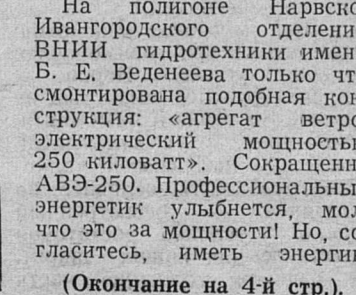 На полигоне Нарвско
Ивангородского отделени
ВНИИ гидротехники имен
Б. Е. Веденеева только чт
смонтирована подобная кон
струкция: «агрегат ветро
электрический мощность
250 киловатт». Сокращенн
АВЭ-250. Профессиональны
энергетик улыбнется, мол
что это за мощности! Но, со
гласитесь, иметь энерги
(Окончание на 4-й стр.).